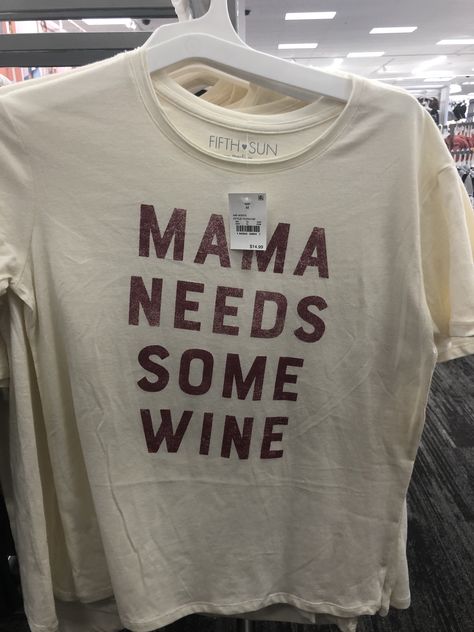 FIFTH SUN
MAMA
NEEDS
SOME
WINE
$14.99